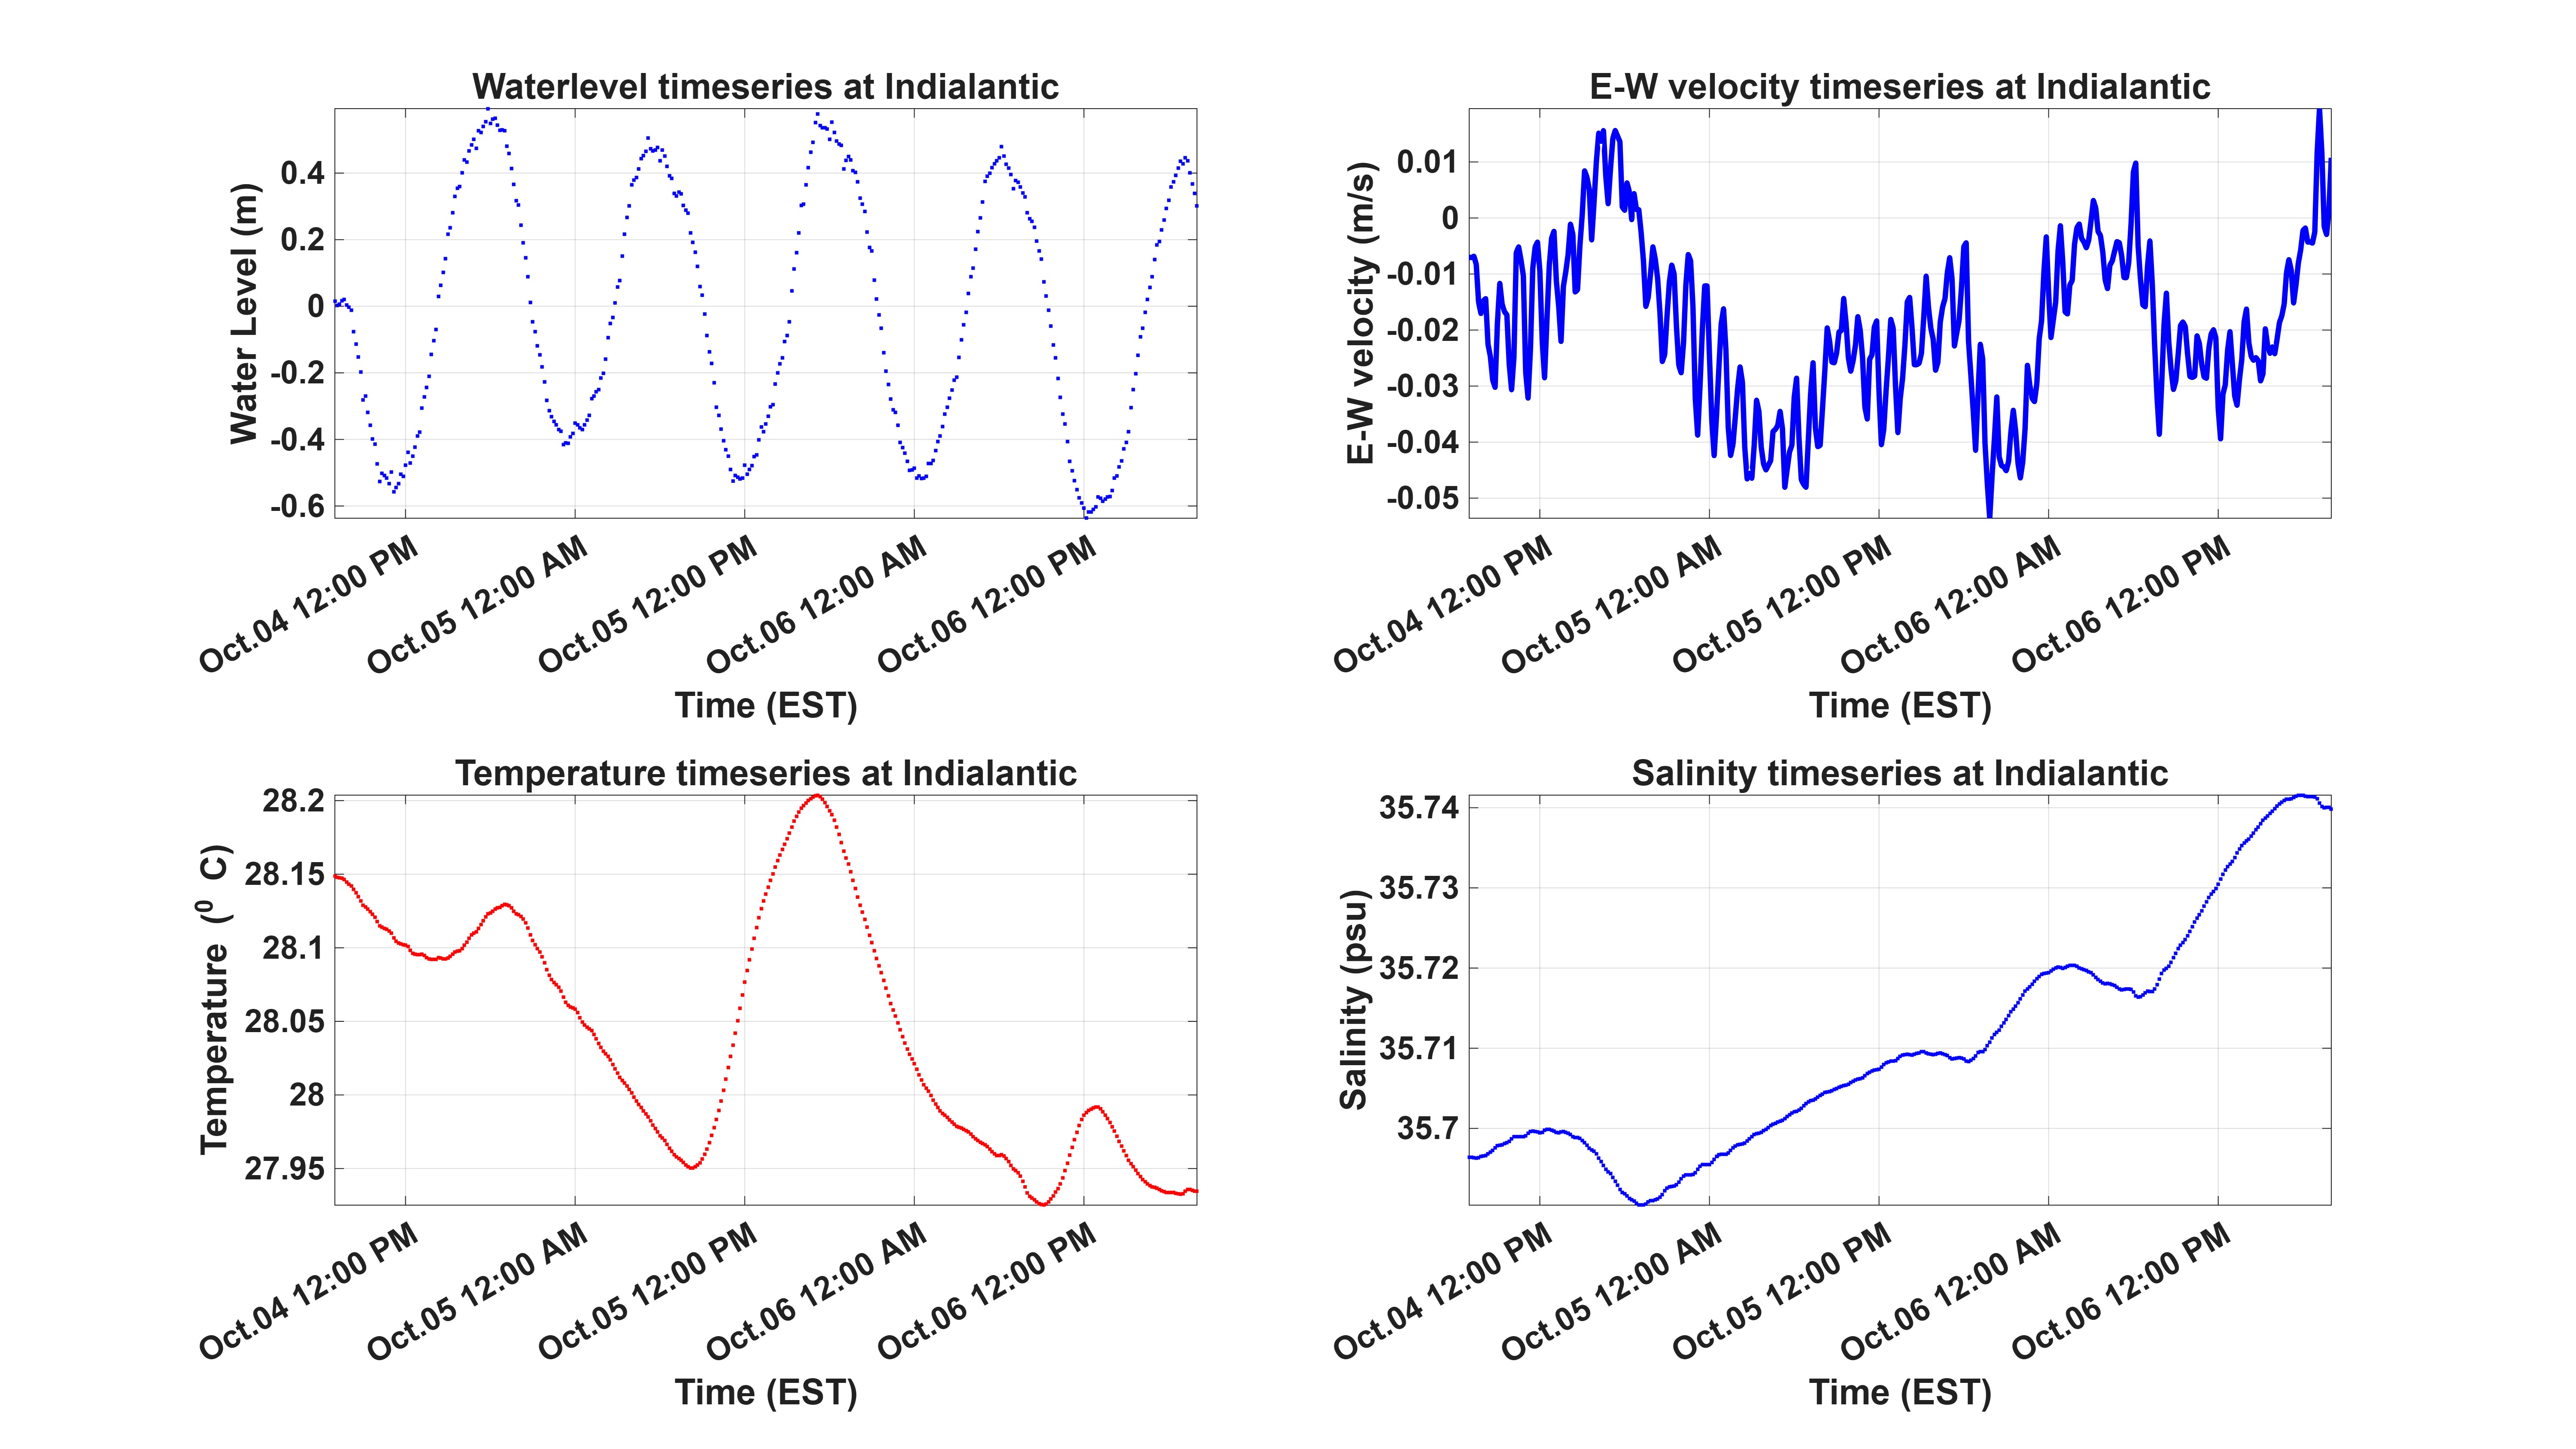 Waterlevel timeseries at Indialantic
Water Level (m)
0.4
0.2
0
-0.2
-0.4
-0.6
Oct.04 12:00 PM
Oct.05 12:00 AM
Oct.05 12:00 PM
Oct.06 12:00 AM
Oct.06 12:00 PM
Time (EST)
E-W velocity timeseries at Indialantic
E-W velocity (m/s)
0.01
0
-0.01
-0.02
-0.03
-0.04
-0.05
Oct.04 12:00 PM
Oct.05 12:00 AM
Oct.05 12:00 PM
Oct.06 12:00 AM
Oct.06 12:00 PM
Time (EST)
Temperature timeseries at Indialantic
Temperature (⁰ C)
28.2
28.15
28.1
28.05
28
27.95
Oct.04 12:00 PM
Oct.05 12:00 AM
Oct.05 12:00 PM
Oct.06 12:00 AM
Oct.06 12:00 PM
Time (EST)
Salinity timeseries at Indialantic
Salinity (psu)
35.74
35.73
35.72
35.71
35.7
Oct.04 12:00 PM
Oct.05 12:00 AM
Oct.05 12:00 PM
Oct.06 12:00 AM
Oct.06 12:00 PM
Time (EST)